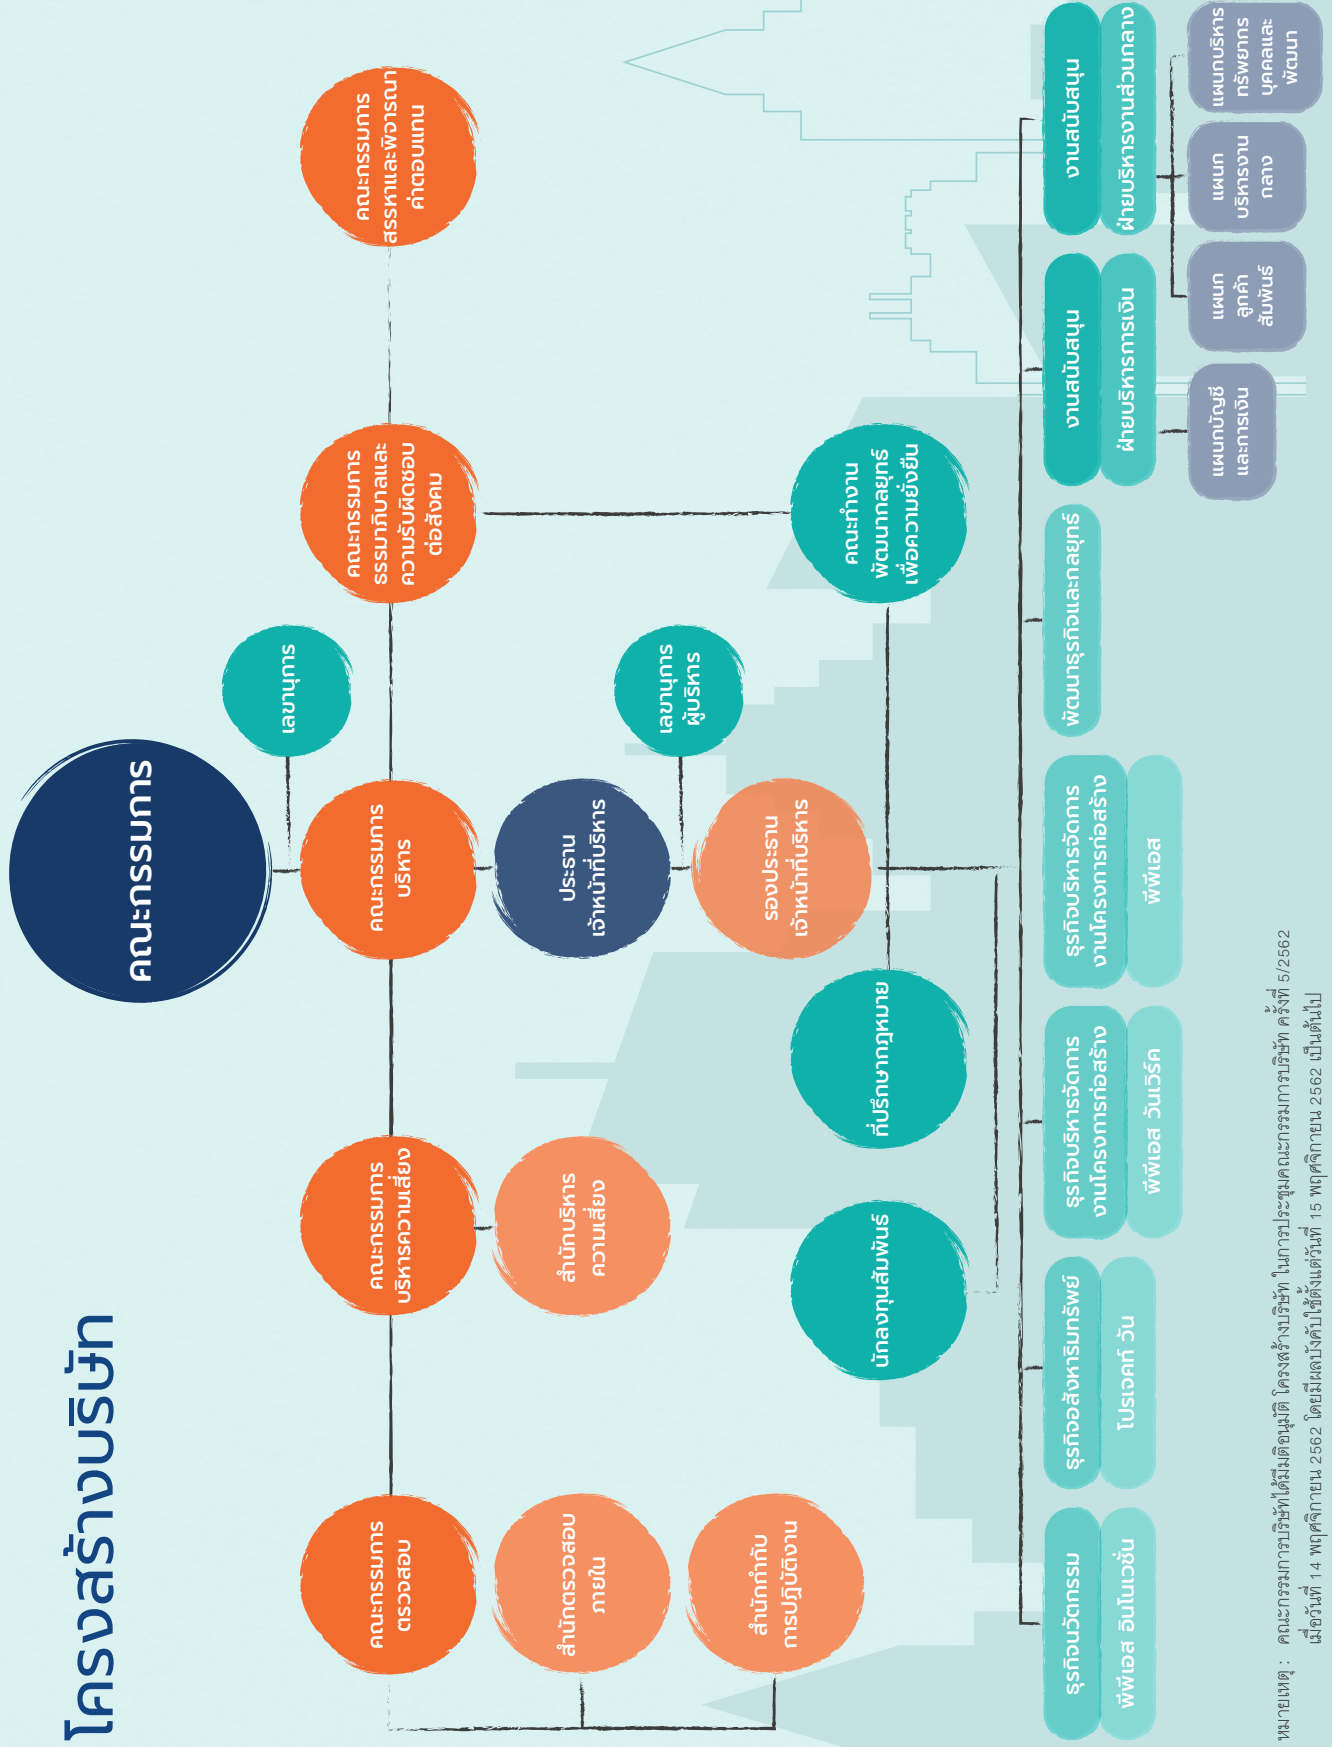 โครงสร้างบริษัท
คณะกรรมการ
เลขานุการ
คณะกรรมการ
ตรวจสอบ
คณะกรรมการ
บริหารความเสี่ยง
คณะกรรมการ
บริหาร
คณะกรรมการ
ธรรมาภิบาลและ
ความรับผิดชอบ
ต่อสังคม
คณะกรรมการ
สรรหาและพิจารณา
ค่าตอบแทน
สำนักตรวจสอบ
ภายใน
สำนักบริหาร
ความเสี่ยง
ประธาน
เจ้าหน้าที่บริหาร
เลขานุการ
ผู้บริหาร
สำนักกำกับ
การปฏิบัติงาน
รองประธาน
เจ้าหน้าที่บริหาร
นักลงทุนสัมพันธ์
ที่ปรึกษากฎหมาย
คณะทำงาน
พัฒนากลยุทธ์
เพื่อความยั่งยืน
ธุรกิจนวัตกรรม
พีพีเอส อินโนเวชั่น
ธุรกิจอสังหาริมทรัพย์
โปรเจคท์ วัน
ธุรกิจบริหารจัดการ
งานโครงการก่อสร้าง
พีพีเอส วันเวิร์ค
ธุรกิจบริหารจัดการ
งานโครงการก่อสร้าง
พีพีเอส
พัฒนาธุรกิจและกลยุทธ์
งานสนับสนุน
ฝ่ายบริหารการเงิน
งานสนับสนุน
ฝ่ายบริหารงานส่วนกลาง
แผนกบัญชี
และการเงิน
แผนก
ลูกค้า
สัมพันธ์
แผนก
บริหารงาน
กลาง
แผนกบริหาร
ทรัพยากร
บุคคลและ
พัฒนา
หมายเหตุ : คณะกรรมการบริษัทได้มีมติอนุมัติ โครงสร้างบริษัท ในการประชุมคณะกรรมการบริษัท ครั้งที่ 5/2562
เมื่อวันที่ 14 พฤศจิกายน 2562 โดยมีผลบังคับใช้ตั้งแต่วันที่ 15 พฤศจิกายน 2562 เป็นต้นไป